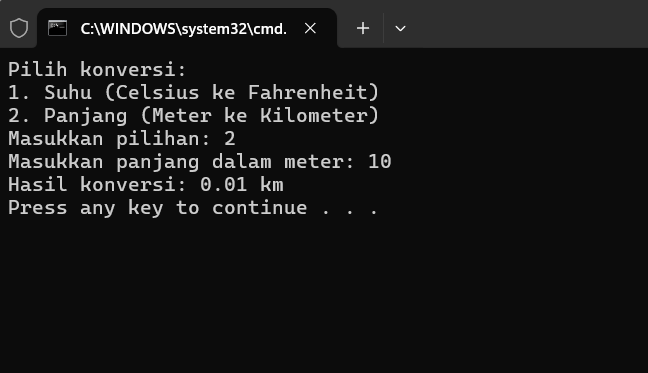 C:\WINDOWS\system32\cmd.
Pilih konversi:
1. Suhu (Celsius ke Fahrenheit)
2. Panjang (Meter ke Kilometer)
Masukkan pilihan: 2
Masukkan panjang dalam meter: 10
Hasil konversi: 0.01 km
Press any key to continue . . .